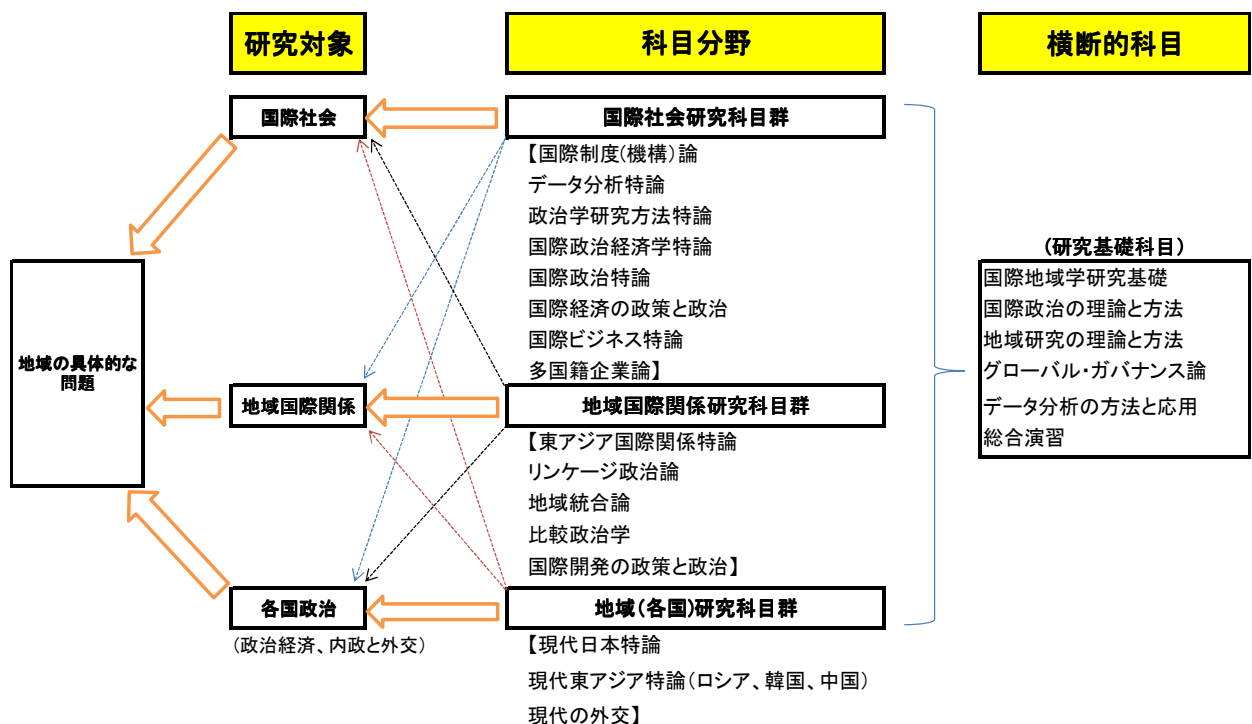 研究対象
科目分野
横断的科目
国際社会
国際社会研究科目群
【国際制度(機構)論
データ分析特論
政治学研究方法特論
国際政治経済学特論
国際政治特論
国際経済の政策と政治
国際ビジネス特論
多国籍企業論】
地域の具体的な
問題
地域国際関係
地域国際関係研究科目群
【東アジア国際関係特論
リンケージ政治論
地域統合論
比較政治学
国際開発の政策と政治】
各国政治
(政治経済、内政と外交)
地域(各国)研究科目群
【現代日本特論
現代東アジア特論(ロシア、韓国、中国)
現代の外交】
(研究基礎科目)
国際地域学研究基礎
国際政治の理論と方法
地域研究の理論と方法
グローバル・ガバナンス論
データ分析の方法と応用
総合演習